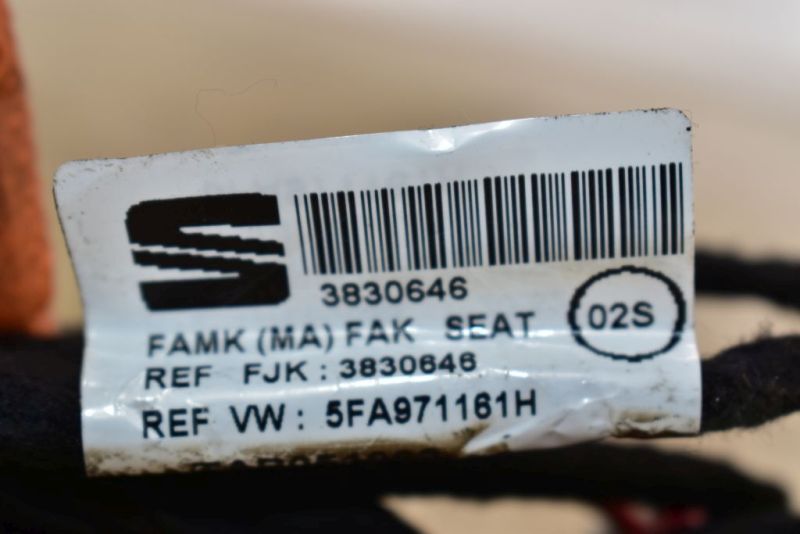 3830646
02S
FAMK (MA) FAK SEAT
REF FJK : 3830646
REF VW : 5FA971161H